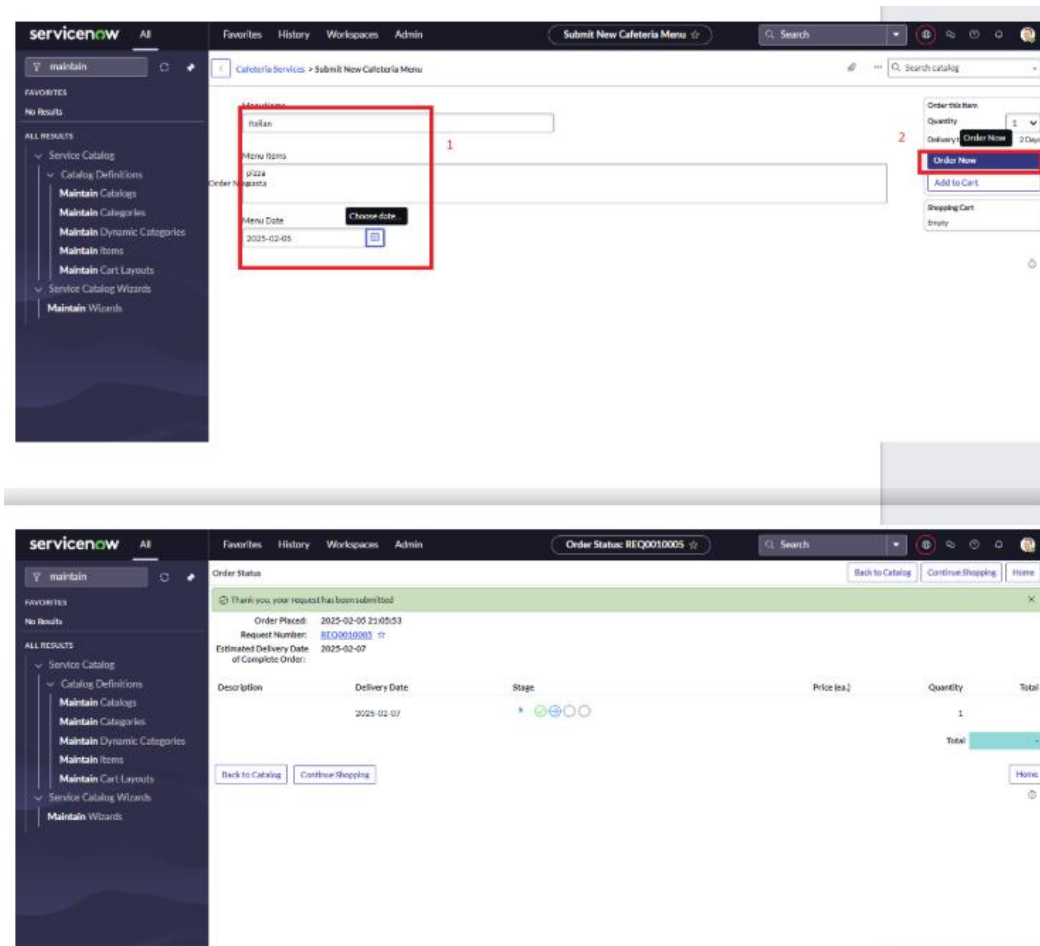 servicenow All Favorites History Workspaces Admin Submit New Cafeteria Menu Search
maintain
Cafeteria Services > Submit New Cafeteria Menu Search catalog
FAVORITES
No Results
ALL RESULTS
Service Catalog
Catalog Definitions
Maintain Catalogs
Maintain Categories
Maintain Dynamic Categories
Maintain Items
Maintain Cart Layouts
Service Catalog Wizards
Maintain Wizards
Menu Name
Italian
1
Menu Items
pizza
pasta
Menu Date
Choose date...
2025-02-05
Order this Item
Quantity 1
2
Order Now
2 Days
Order Now
Add to Cart
Shopping Cart
Empty
servicenow All Favorites History Workspaces Admin Order Status: REQ0010005 Search
maintain
Order Status Back to Catalog Continue Shopping Home
FAVORITES
No Results
ALL RESULTS
Service Catalog
Catalog Definitions
Maintain Catalogs
Maintain Categories
Maintain Dynamic Categories
Maintain Items
Maintain Cart Layouts
Service Catalog Wizards
Maintain Wizards
Thank you, your request has been submitted
Order Placed: 2025-02-05 21:05:53
Request Number: REQ0010005
Estimated Delivery Date 2025-02-07
of Complete Order:
Description Delivery Date Stage Price (ea.) Quantity Total
2025-02-07 1
Total -
Back to Catalog Continue Shopping Home